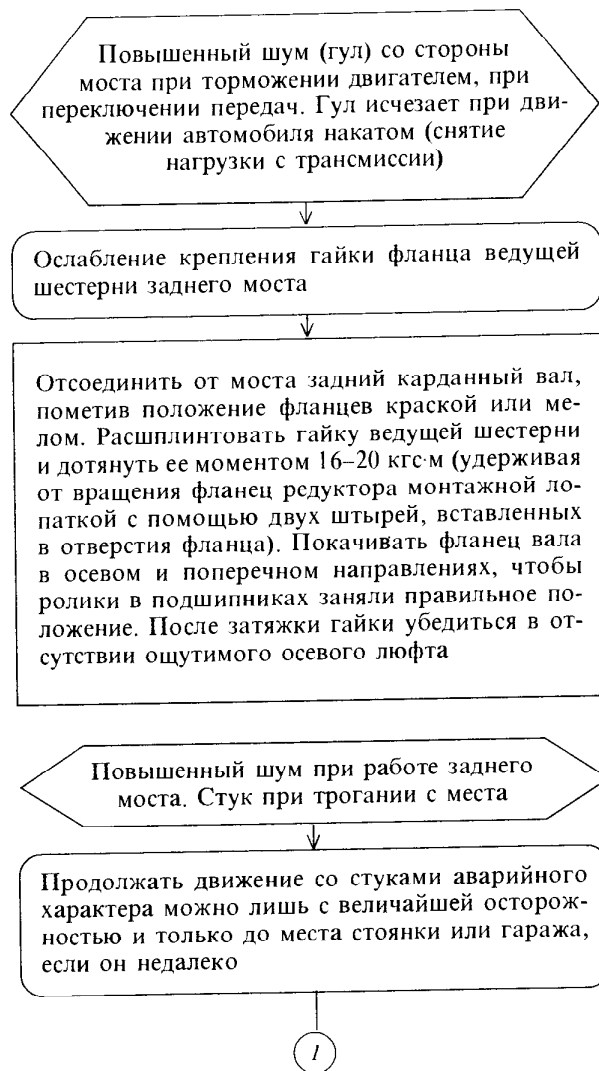 Повышенный шум (гул) со стороны
моста при торможении двигателем, при
переключении передач. Гул исчезает при дви-
жении автомобиля накатом (снятие
нагрузки с трансмиссии)
Ослабление крепления гайки фланца ведущей
шестерни заднего моста
Отсоединить от моста задний карданный вал,
пометив положение фланцев краской или ме-
лом. Расшплинтовать гайку ведущей шестерни
и дотянуть ее моментом 16–20 кгс·м (удерживая
от вращения фланец редуктора монтажной ло-
паткой с помощью двух штырей, вставленных
в отверстия фланца). Покачивать фланец вала
в осевом и поперечном направлениях, чтобы
ролики в подшипниках заняли правильное по-
ложение. После затяжки гайки убедиться в от-
сутствии ощутимого осевого люфта
Повышенный шум при работе заднего
моста. Стук при трогании с места
Продолжать движение со стуками аварийного
характера можно лишь с величайшей осторож-
ностью и только до места стоянки или гаража,
если он недалеко
1